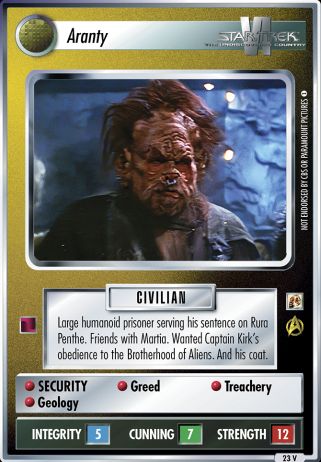 Aranty
VI
STAR TREK
THE UNDISCOVERED COUNTRY
NOT ENDORSED BY CBS OR PARAMOUNT PICTURES
CIVILIAN
Large humanoid prisoner serving his sentence on Rura
Penthe. Friends with Martia. Wanted Captain Kirk's
obedience to the Brotherhood of Aliens. And his coat.
SECURITY Greed Treachery
Geology
INTEGRITY 5 CUNNING 7 STRENGTH 12
23 V